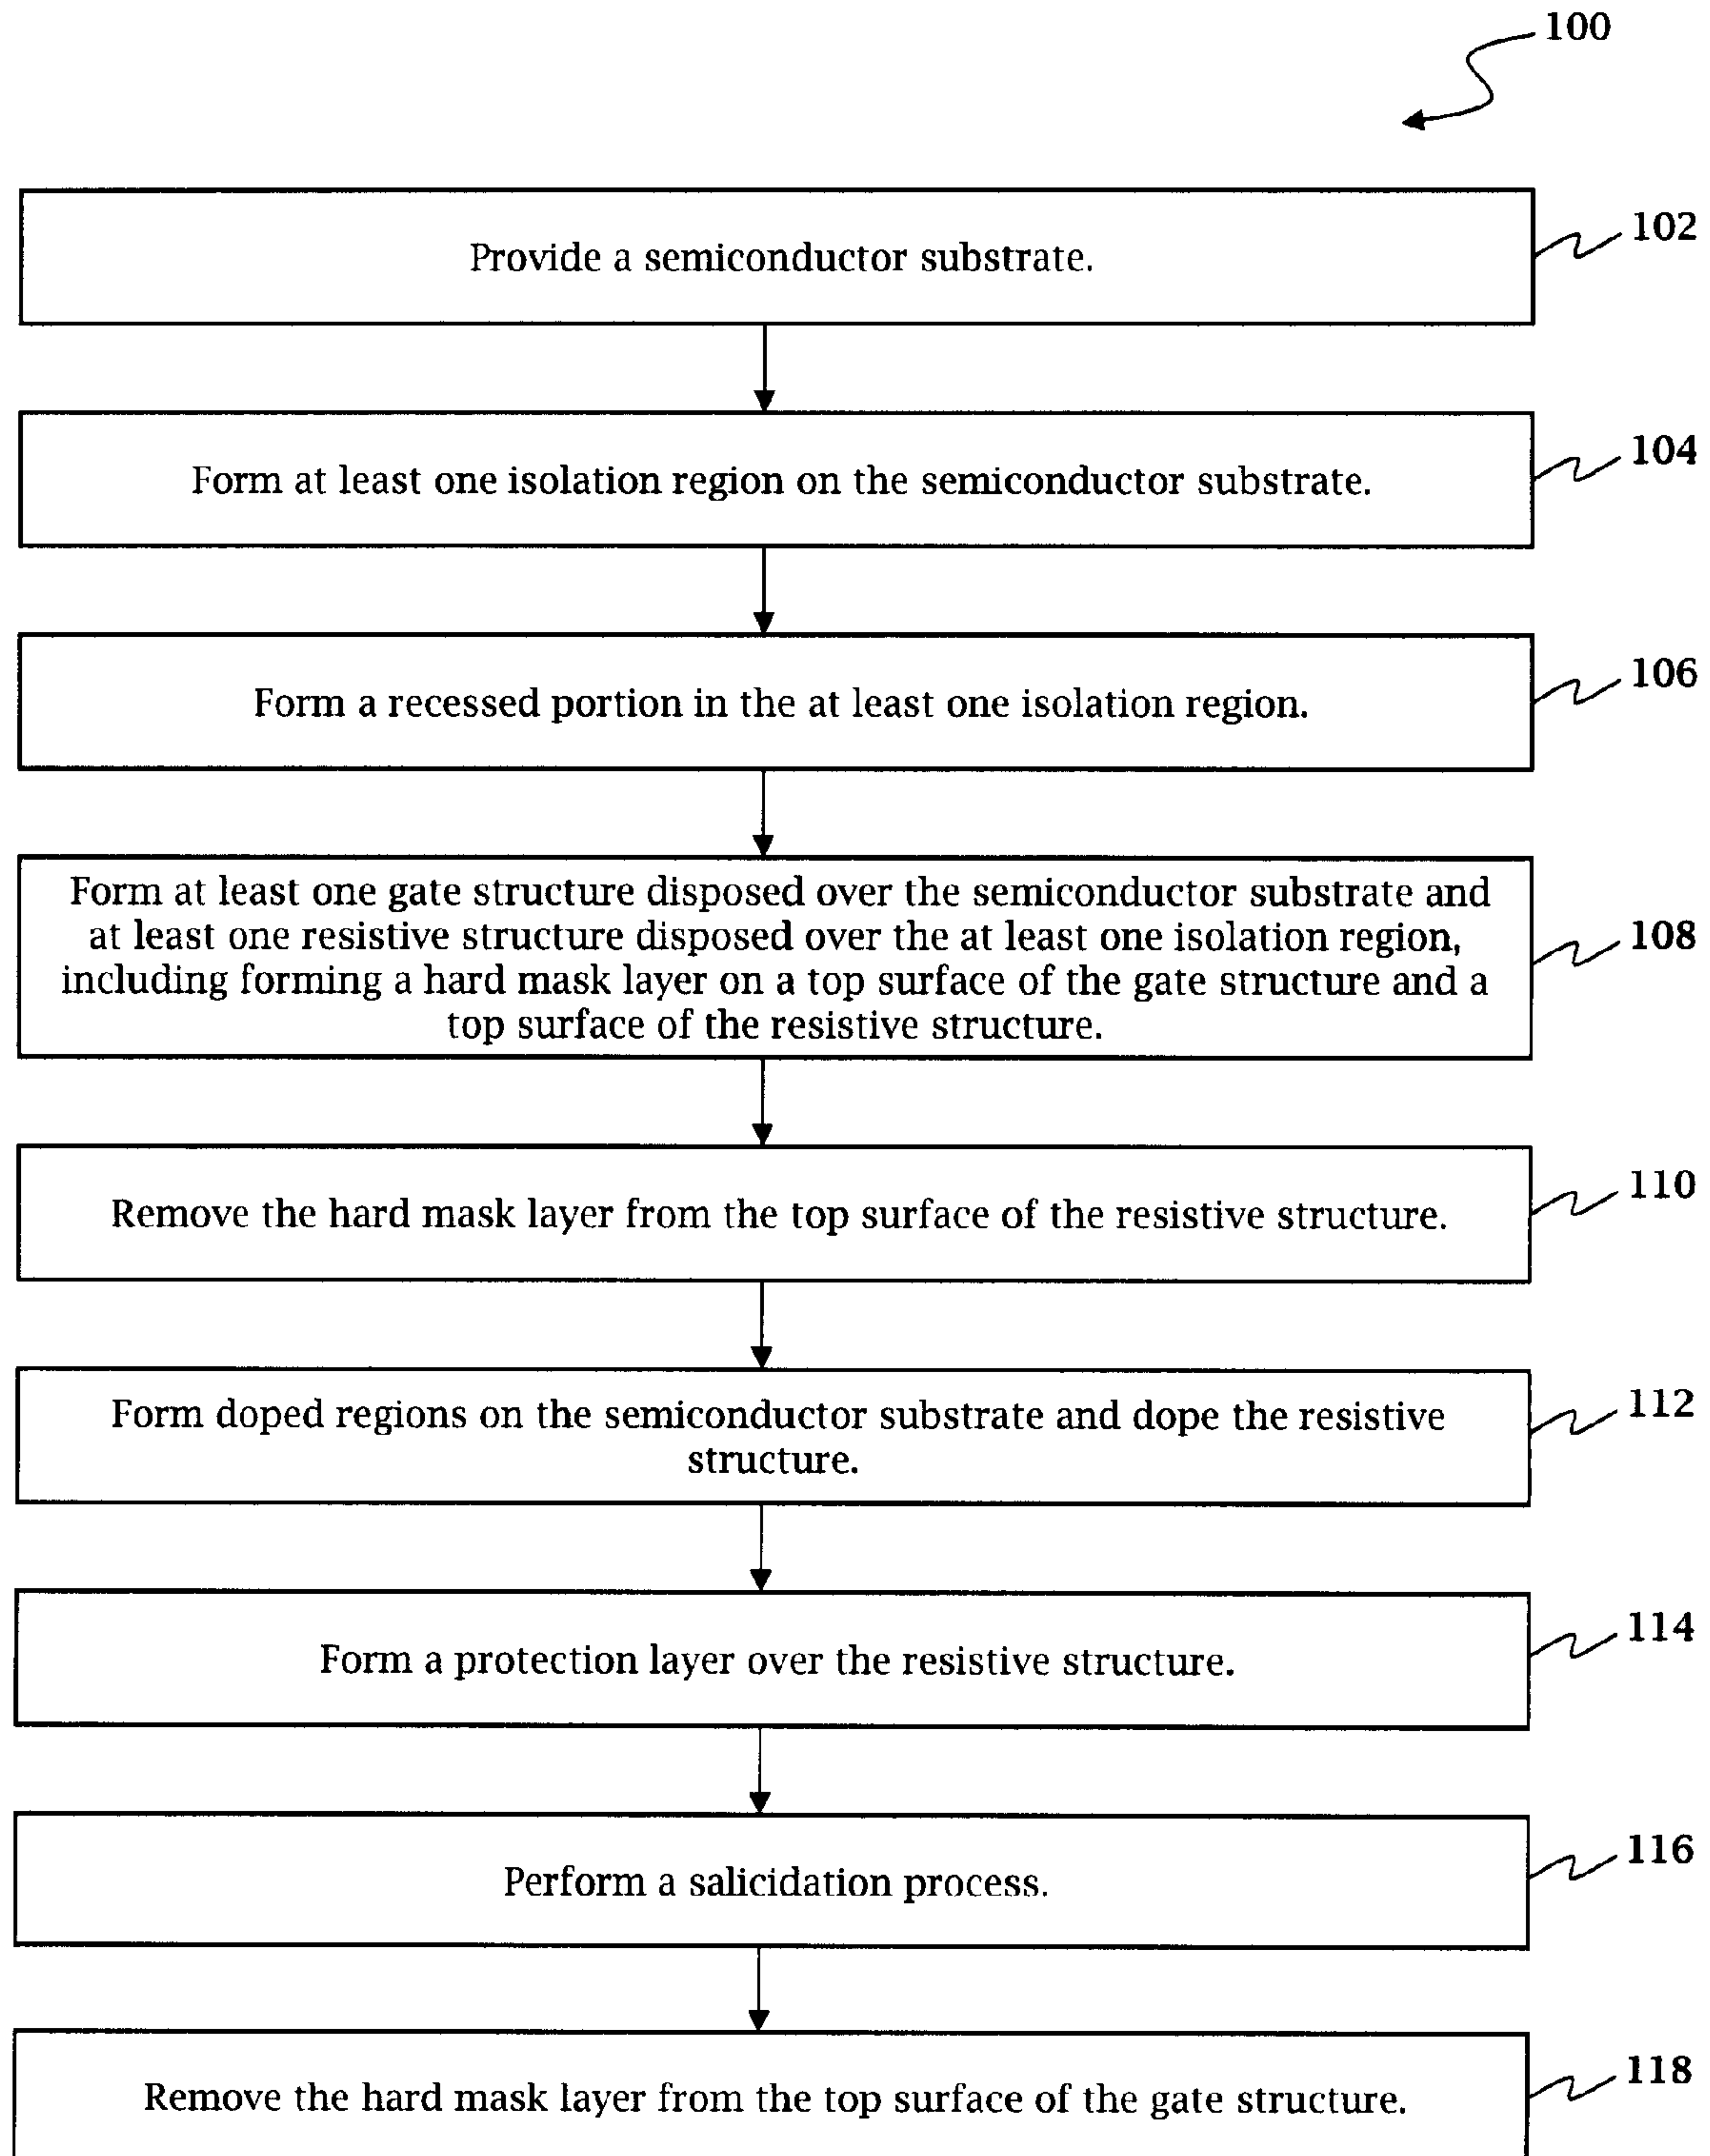 100
Provide a semiconductor substrate.
102
Form at least one isolation region on the semiconductor substrate.
104
Form a recessed portion in the at least one isolation region.
106
Form at least one gate structure disposed over the semiconductor substrate and
at least one resistive structure disposed over the at least one isolation region,
including forming a hard mask layer on a top surface of the gate structure and a
top surface of the resistive structure.
108
Remove the hard mask layer from the top surface of the resistive structure.
110
Form doped regions on the semiconductor substrate and dope the resistive
structure.
112
Form a protection layer over the resistive structure.
114
Perform a salicidation process.
116
Remove the hard mask layer from the top surface of the gate structure.
118